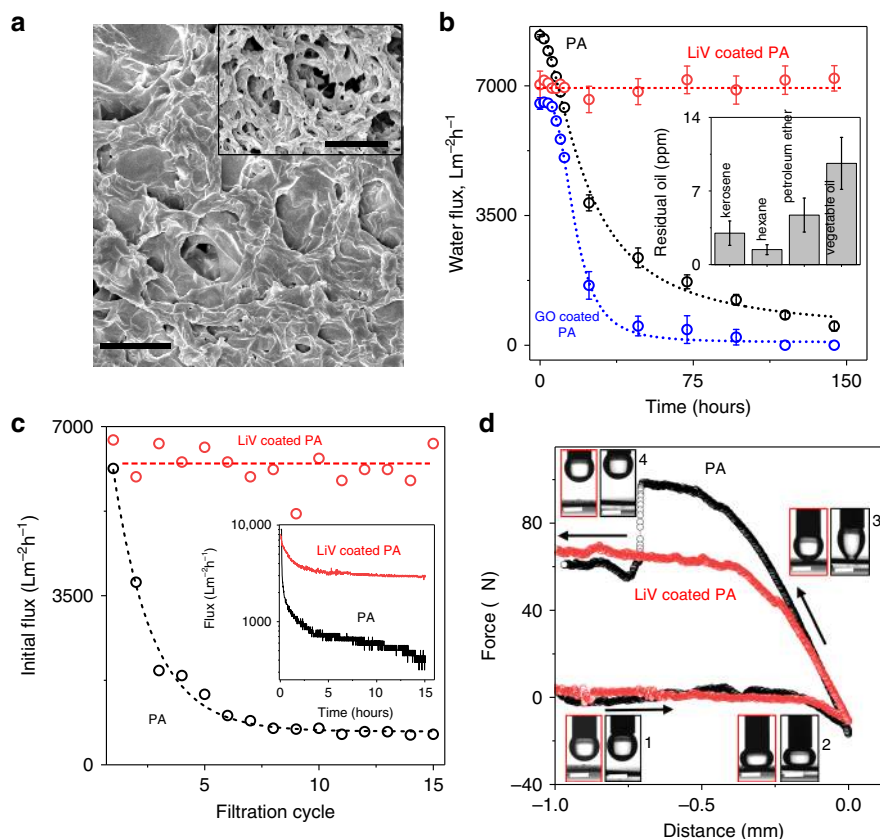 a
b
PA
LiV coated PA
GO coated
PA
Water flux, Lm⁻²h⁻¹
7000
3500
0
0
75
150
Time (hours)
Residual oil (ppm)
14
7
0
kerosene
hexane
petroleum ether
vegetable oil
c
LiV coated PA
PA
Initial flux (Lm⁻²h⁻¹)
7000
3500
0
5
10
15
Filtration cycle
Flux (Lm⁻²h⁻¹)
10,000
1000
LiV coated PA
PA
0
5
10
15
Time (hours)
d
4
PA
3
LiV coated PA
1
2
Force ( N)
80
40
0
−40
−1.0
−0.5
0.0
Distance (mm)